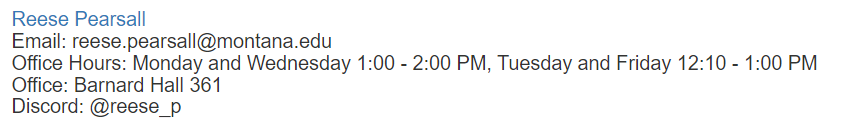 Reese Pearsall
Email: reese.pearsall@montana.edu
Office Hours: Monday and Wednesday 1:00 - 2:00 PM, Tuesday and Friday 12:10 - 1:00 PM
Office: Barnard Hall 361
Discord: @reese_p